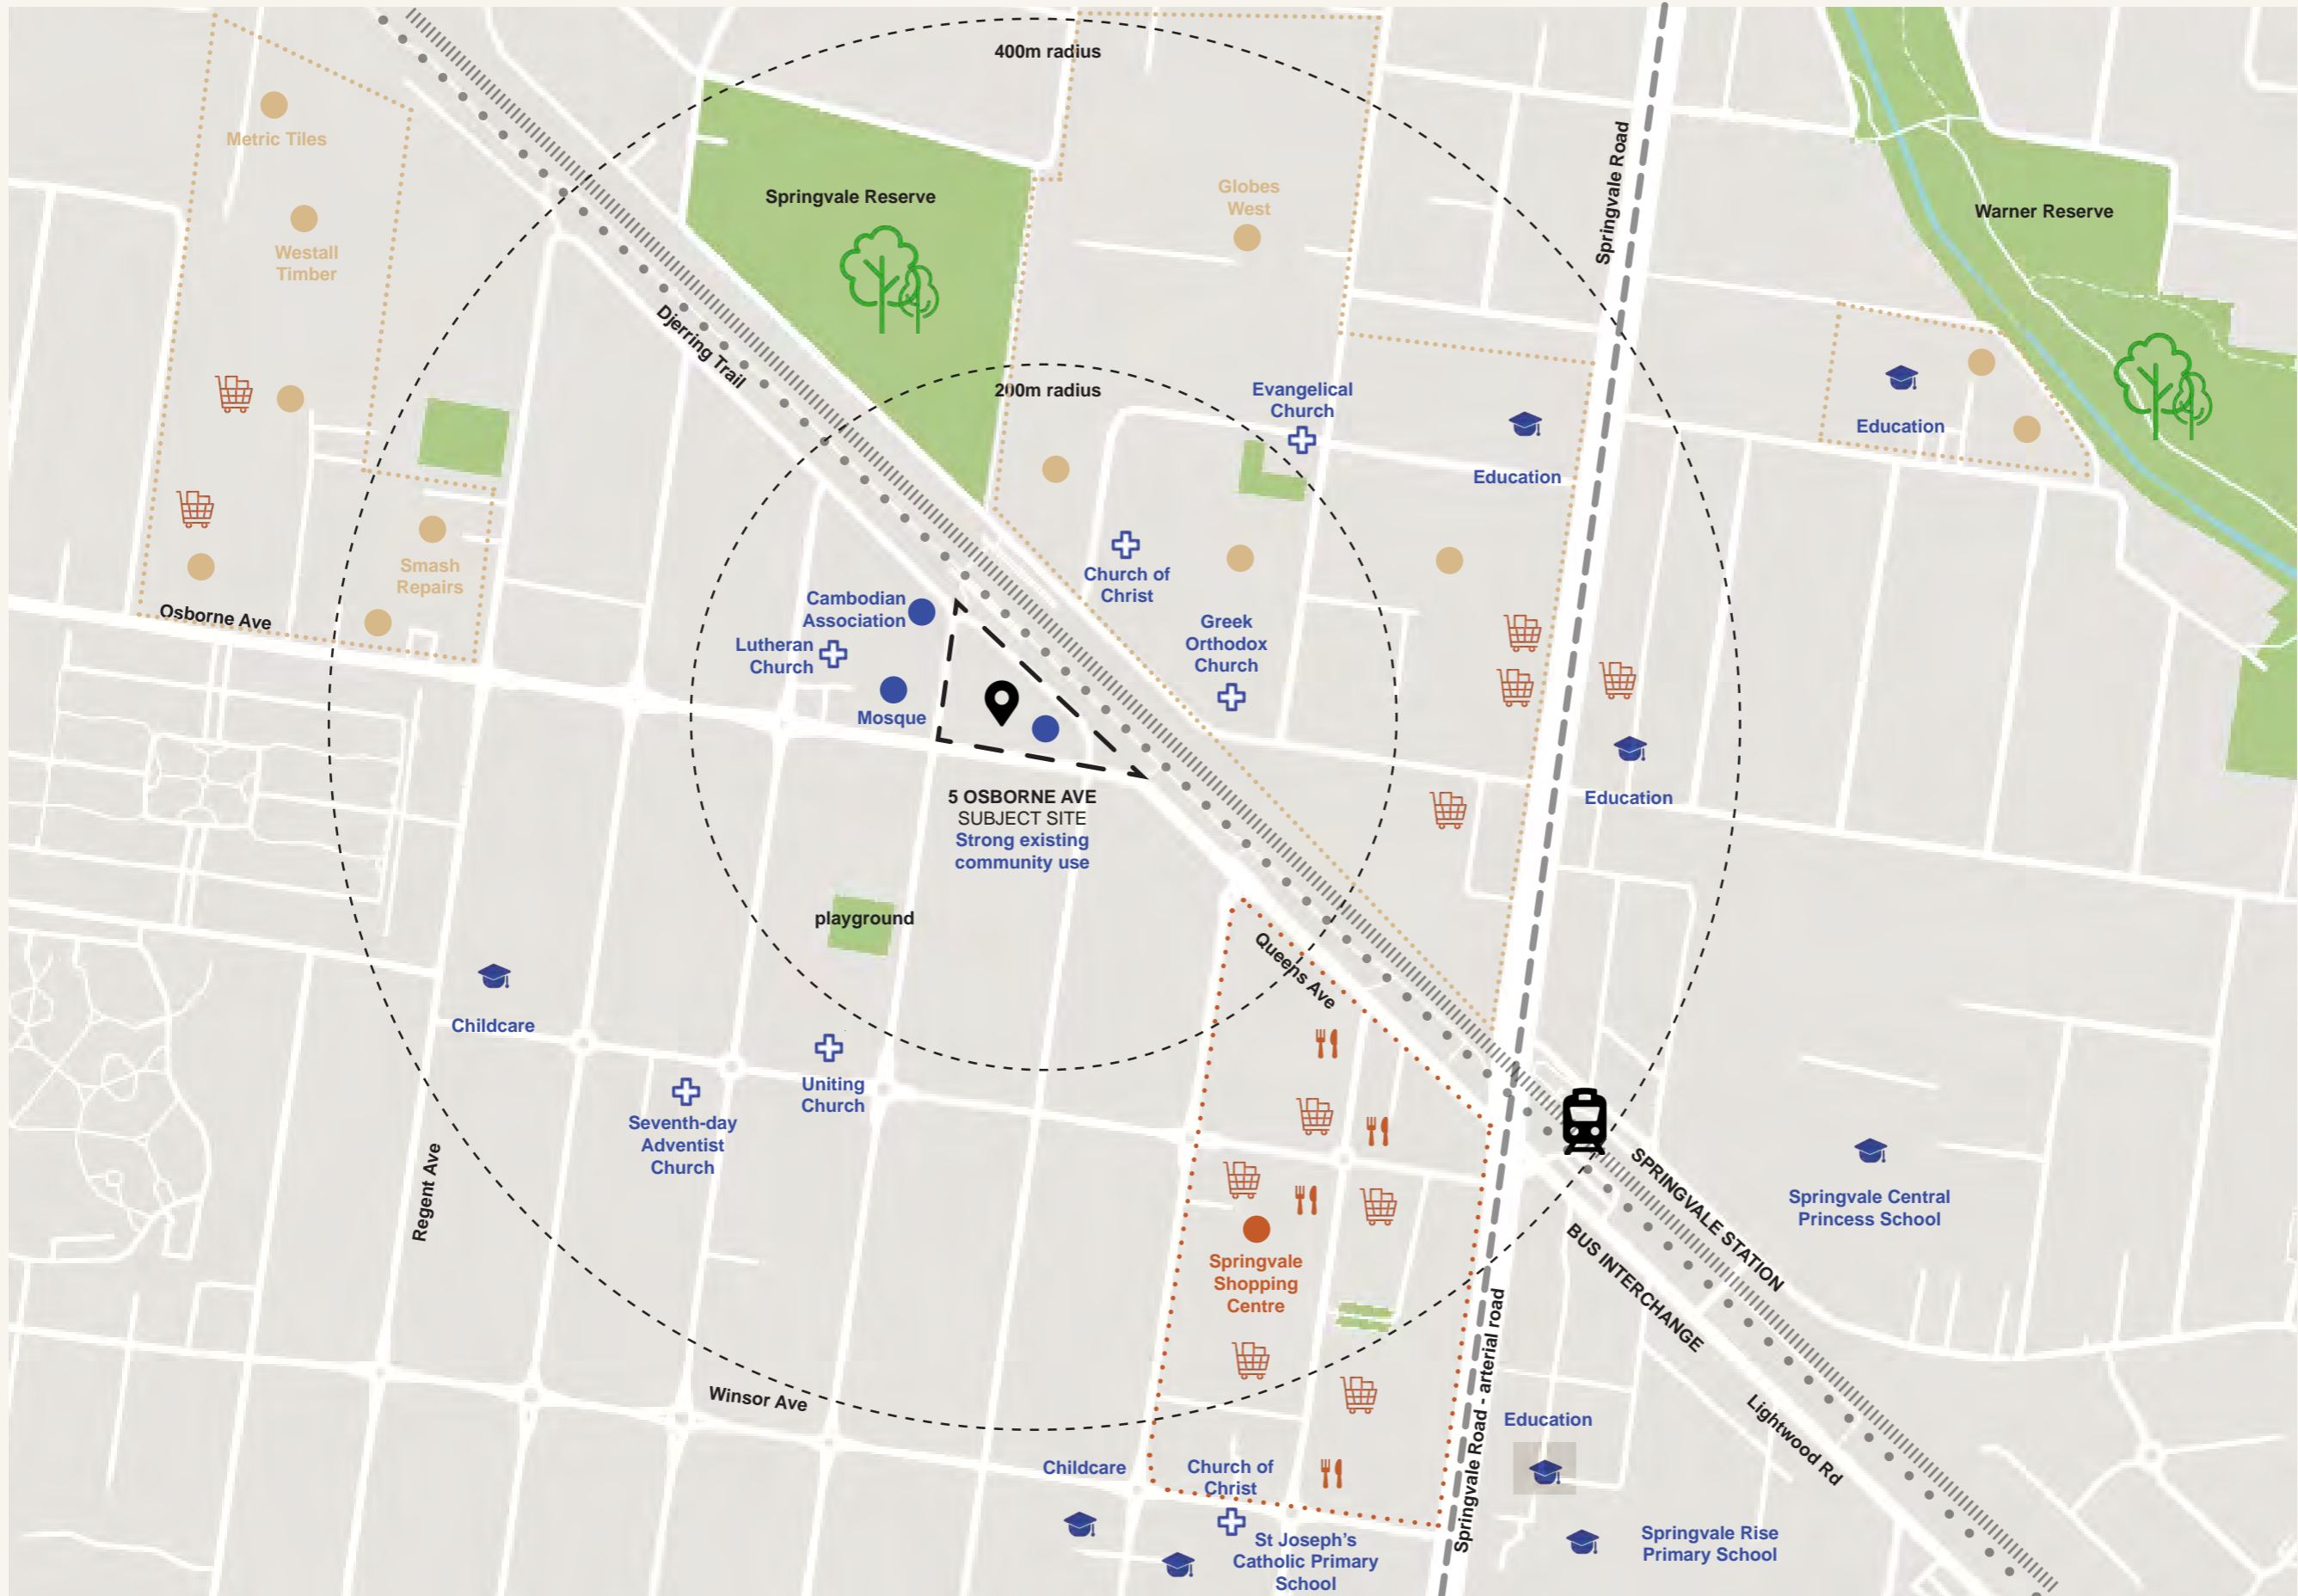 400m radius
Metric Tiles
Springvale Road
Springvale Reserve
Globes
West
Warner Reserve
Westall
Timber
Djerring Trail
200m radius
Evangelical
Church
Education
Education
Smash
Repairs
Church of
Christ
Osborne Ave
Cambodian
Association
Lutheran
Church
Greek
Orthodox
Church
Mosque
5 OSBORNE AVE
SUBJECT SITE
Strong existing
community use
Education
playground
Queens Ave
Childcare
Uniting
Church
Seventh-day
Adventist
Church
Regent Ave
SPRINGVALE STATION
Springvale Central
Princess School
BUS INTERCHANGE
Springvale
Shopping
Centre
Springvale Road - arterial road
Winsor Ave
Lightwood Rd
Education
Childcare
Church of
Christ
St Joseph's
Catholic Primary
School
Springvale Rise
Primary School